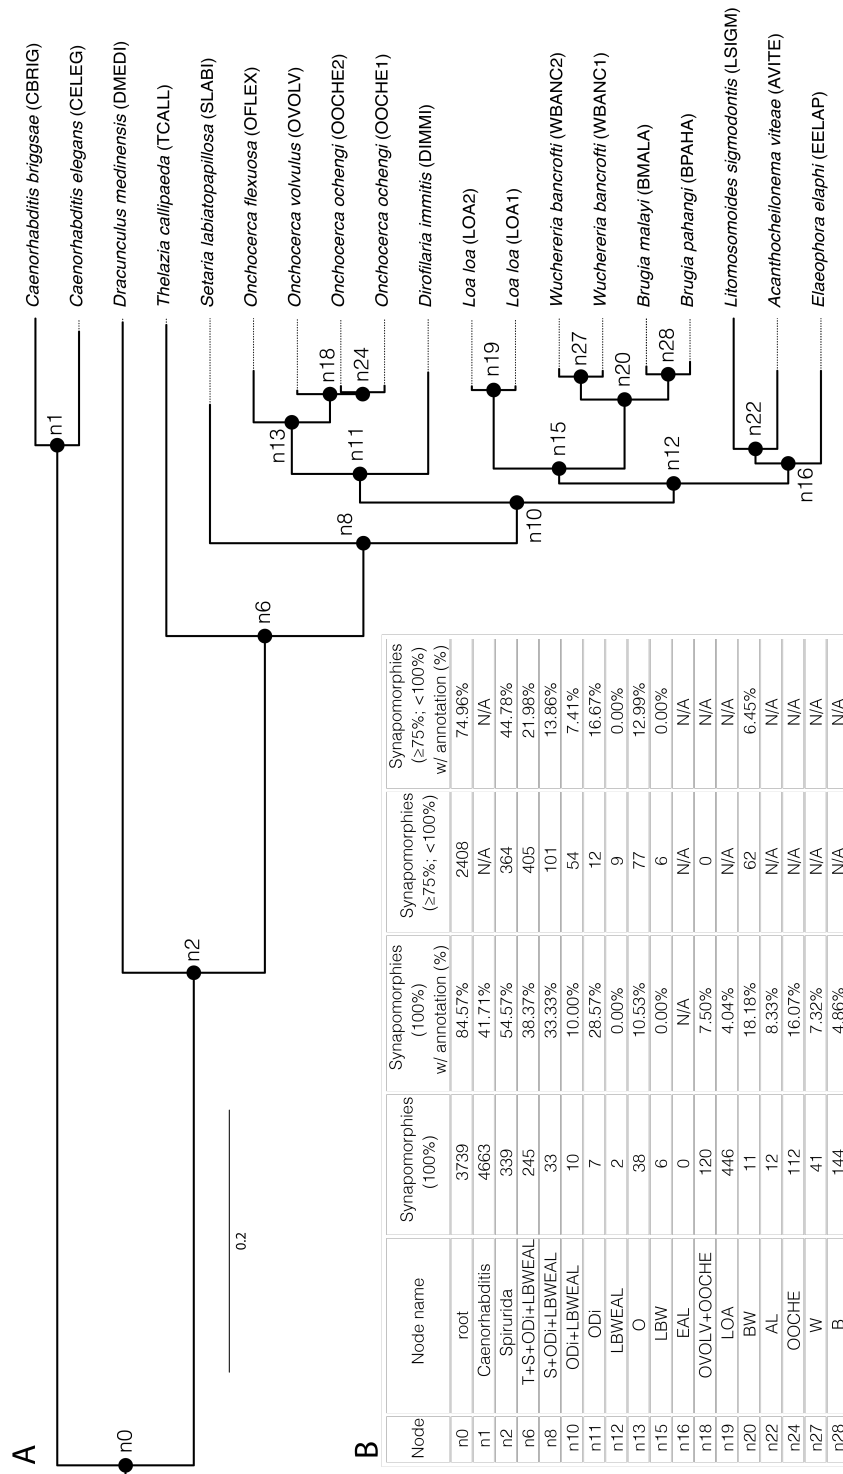 A
Caenorhabditis briggsae (CBRIG)
Caenorhabditis elegans (CELEG)
Dracunculus medinensis (DMEDI)
Thelazia callipaeda (TCALL)
Setaria labiatopapillosa (SLABI)
Onchocerca flexuosa (OFLEX)
Onchocerca volvulus (OVOLV)
Onchocerca ochengi (OOCHE2)
Onchocerca ochengi (OOCHE1)
Dirofilaria immitis (DIMMI)
Loa loa (LOA2)
Loa loa (LOA1)
Wuchereria bancrofti (WBANC2)
Wuchereria bancrofti (WBANC1)
Brugia malayi (BMALA)
Brugia pahangi (BPAHA)
Litomosomoides sigmodontis (LSIGM)
Acanthocheilonema viteae (AVITE)
Elaeophora elaphi (EELAP)
n0
n1
n2
n6
n8
n10
n11
n13
n18
n24
n12
n15
n19
n20
n27
n28
n16
n22
0.2
B
Node Node name Synapomorphies (100%) Synapomorphies (100%) w/ annotation (%) Synapomorphies (≥75%; <100%) Synapomorphies (≥75%; <100%) w/ annotation (%)
n0 root 3739 84.57% 2408 74.96%
n1 Caenorhabditis 4663 41.71% N/A N/A
n2 Spirurida 339 54.57% 364 44.78%
n6 T+S+ODi+LBWEAL 245 38.37% 405 21.98%
n8 S+ODi+LBWEAL 33 33.33% 101 13.86%
n10 ODi+LBWEAL 10 10.00% 54 7.41%
n11 ODi 7 28.57% 12 16.67%
n12 LBWEAL 2 0.00% 9 0.00%
n13 O 38 10.53% 77 12.99%
n15 LBW 6 0.00% 6 0.00%
n16 EAL 0 N/A N/A N/A
n18 OVOLV+OOCHE 120 7.50% 0 N/A
n19 LOA 446 4.04% N/A N/A
n20 BW 11 18.18% 62 6.45%
n22 AL 12 8.33% N/A N/A
n24 OOCHE 112 16.07% N/A N/A
n27 W 41 7.32% N/A N/A
n28 B 144 4.86% N/A N/A